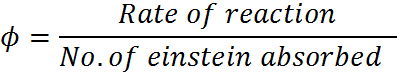 ϕ = Rate of reaction / No. of einstein absorbed